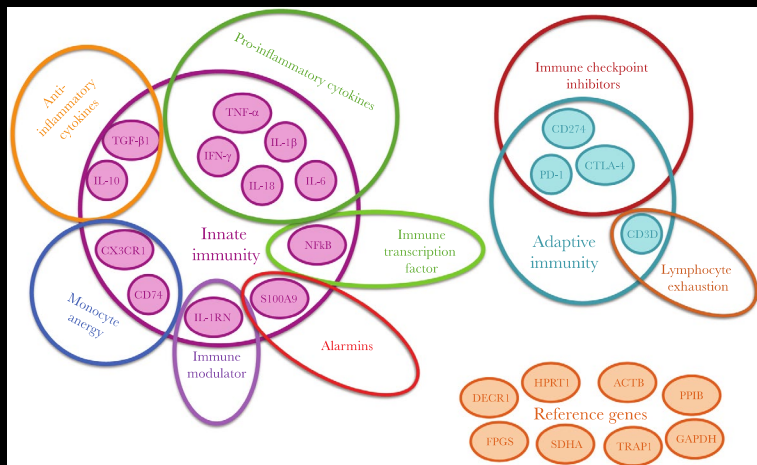 Anti-
inflammatory
cytokines
TGF-β1
IL-10
Pro-inflammatory cytokines
TNF-α
IFN-γ
IL-1β
IL-18
IL-6
Innate
immunity
NFkB
Immune
transcription
factor
CX3CR1
CD74
Monocyte
anergy
IL-1RN
Immune
modulator
S100A9
Alarmins
Immune checkpoint
inhibitors
CD274
PD-1
CTLA-4
CD3D
Adaptive
immunity
Lymphocyte
exhaustion
DECR1
HPRT1
ACTB
PPIB
Reference genes
FPGS
SDHA
TRAP1
GAPDH